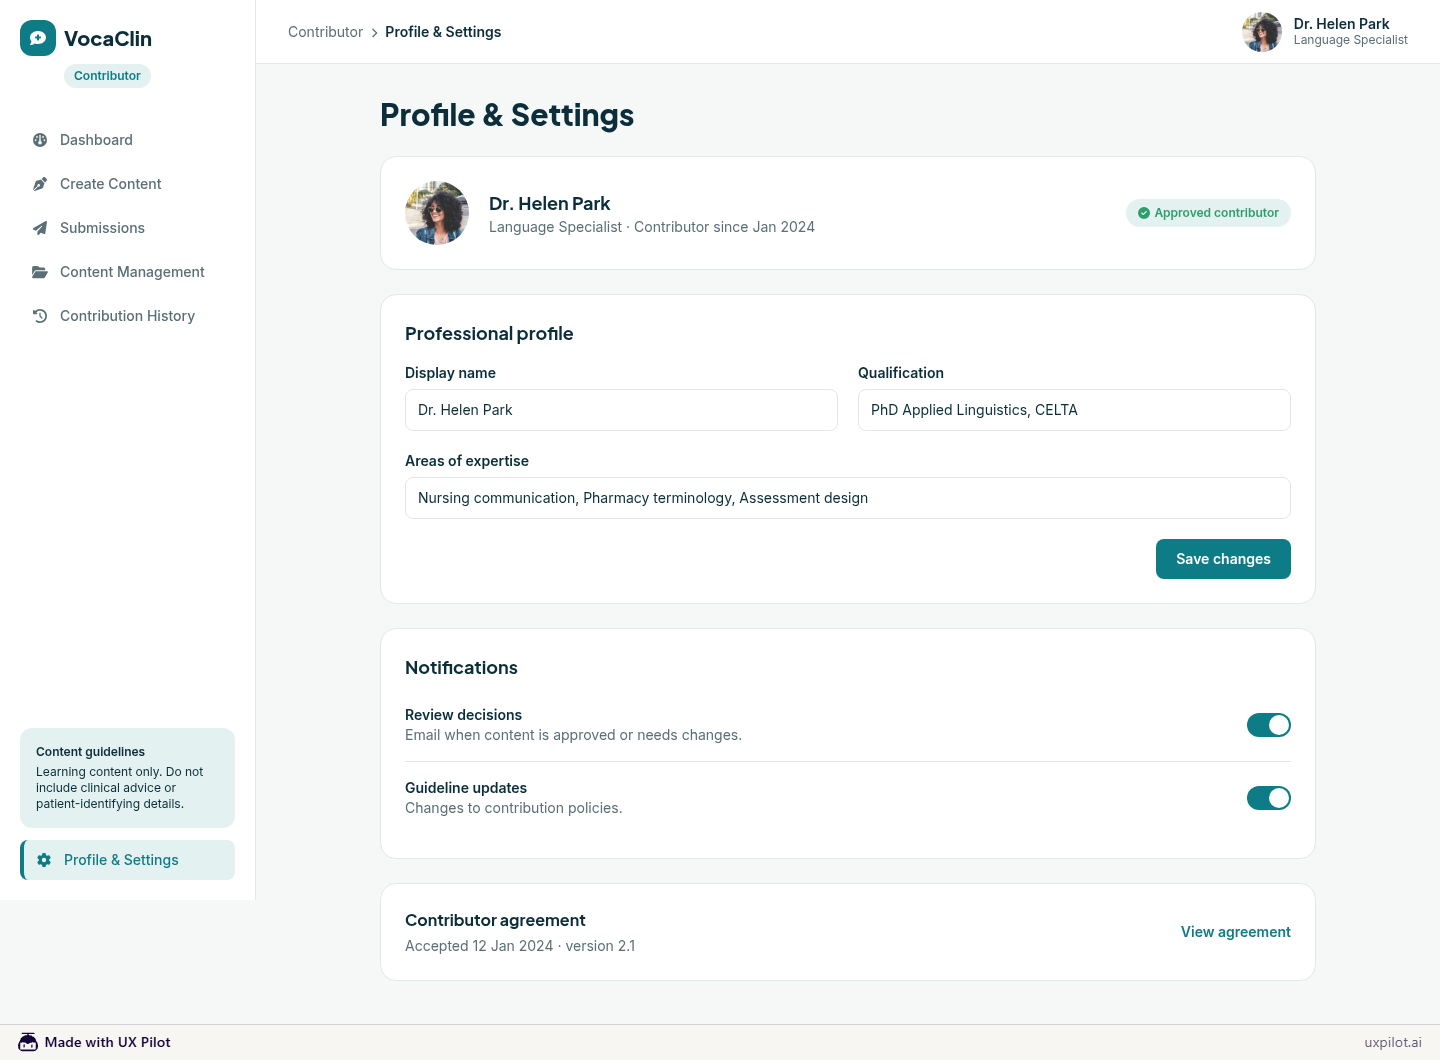 VocaClin
Contributor
Dashboard
Create Content
Submissions
Content Management
Contribution History
Content guidelines
Learning content only. Do not
include clinical advice or
patient-identifying details.
Profile & Settings
Contributor > Profile & Settings
Dr. Helen Park
Language Specialist
Profile & Settings
Dr. Helen Park
Language Specialist · Contributor since Jan 2024
Approved contributor
Professional profile
Display name
Dr. Helen Park
Qualification
PhD Applied Linguistics, CELTA
Areas of expertise
Nursing communication, Pharmacy terminology, Assessment design
Save changes
Notifications
Review decisions
Email when content is approved or needs changes.
Guideline updates
Changes to contribution policies.
Contributor agreement
Accepted 12 Jan 2024 · version 2.1
View agreement
Made with UX Pilot
uxpilot.ai